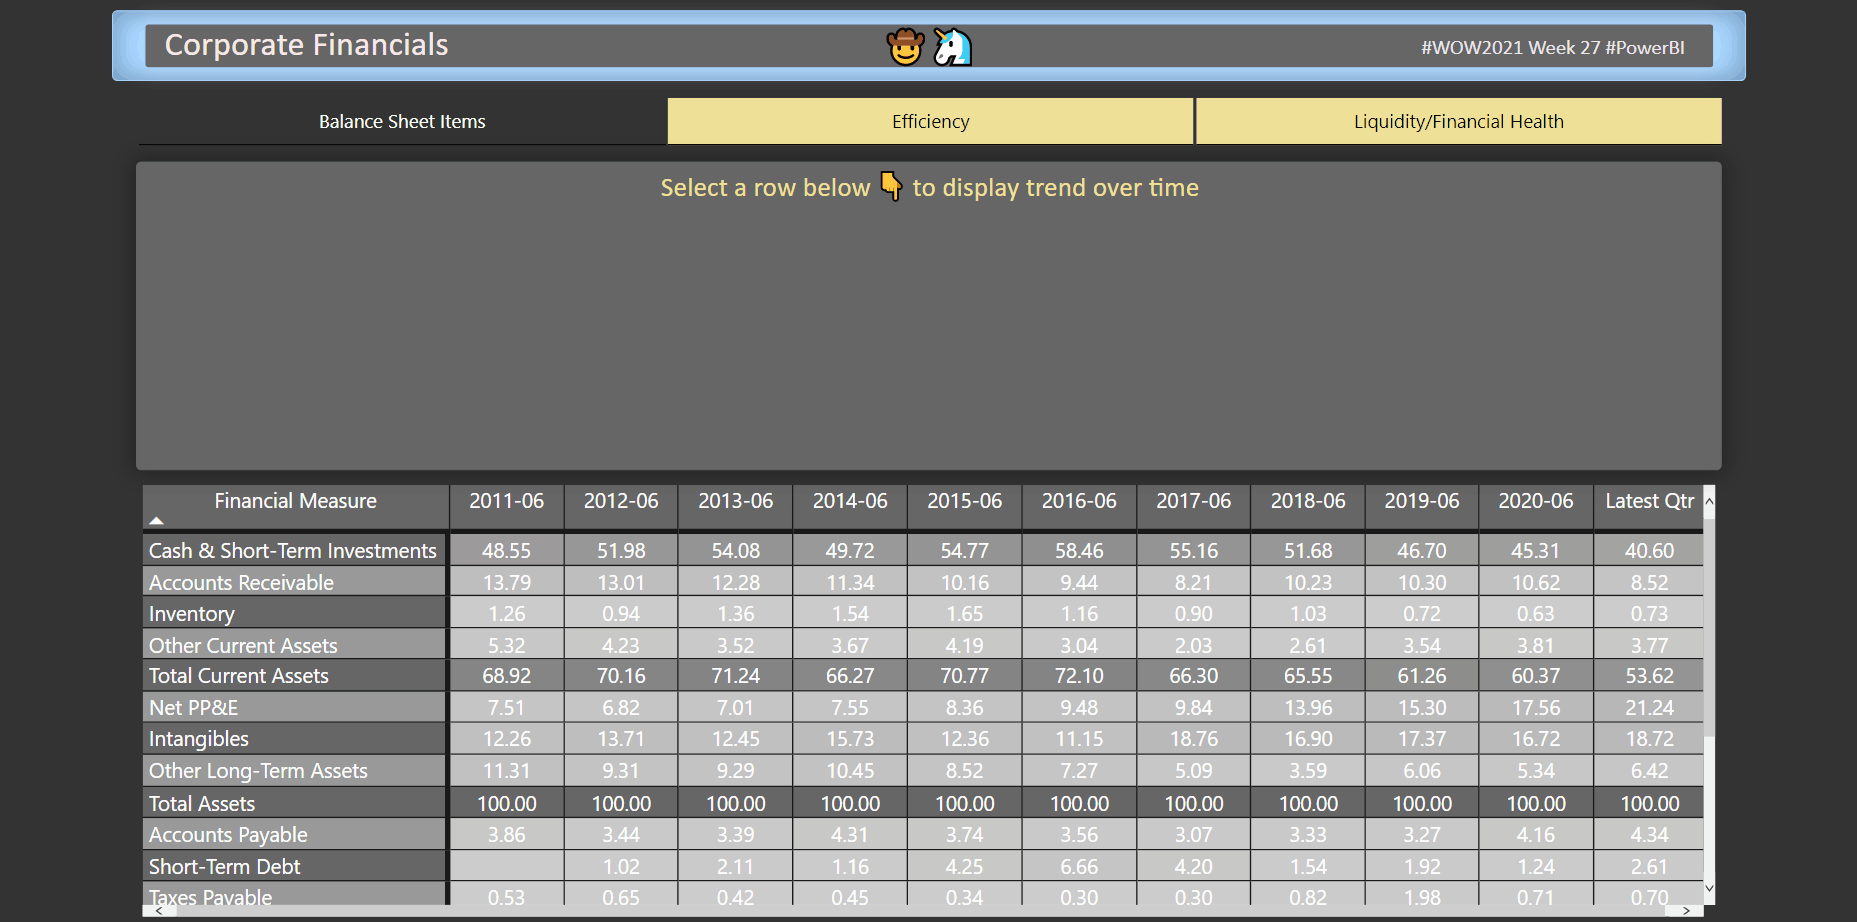 Corporate Financials
#WOW2021 Week 27 #PowerBI
Balance Sheet Items Efficiency Liquidity/Financial Health
Select a row below 👇 to display trend over time
Financial Measure 2011-06 2012-06 2013-06 2014-06 2015-06 2016-06 2017-06 2018-06 2019-06 2020-06 Latest Qtr
Cash & Short-Term Investments 48.55 51.98 54.08 49.72 54.77 58.46 55.16 51.68 46.70 45.31 40.60
Accounts Receivable 13.79 13.01 12.28 11.34 10.16 9.44 8.21 10.23 10.30 10.62 8.52
Inventory 1.26 0.94 1.36 1.54 1.65 1.16 0.90 1.03 0.72 0.63 0.73
Other Current Assets 5.32 4.23 3.52 3.67 4.19 3.04 2.03 2.61 3.54 3.81 3.77
Total Current Assets 68.92 70.16 71.24 66.27 70.77 72.10 66.30 65.55 61.26 60.37 53.62
Net PP&E 7.51 6.82 7.01 7.55 8.36 9.48 9.84 13.96 15.30 17.56 21.24
Intangibles 12.26 13.71 12.45 15.73 12.36 11.15 18.76 16.90 17.37 16.72 18.72
Other Long-Term Assets 11.31 9.31 9.29 10.45 8.52 7.27 5.09 3.59 6.06 5.34 6.42
Total Assets 100.00 100.00 100.00 100.00 100.00 100.00 100.00 100.00 100.00 100.00 100.00
Accounts Payable 3.86 3.44 3.39 4.31 3.74 3.56 3.07 3.33 3.27 4.16 4.34
Short-Term Debt 1.02 2.11 1.16 4.25 6.66 4.20 1.54 1.92 1.24 2.61
Taxes Payable 0.53 0.65 0.42 0.45 0.34 0.30 0.30 0.82 1.98 0.71 0.70